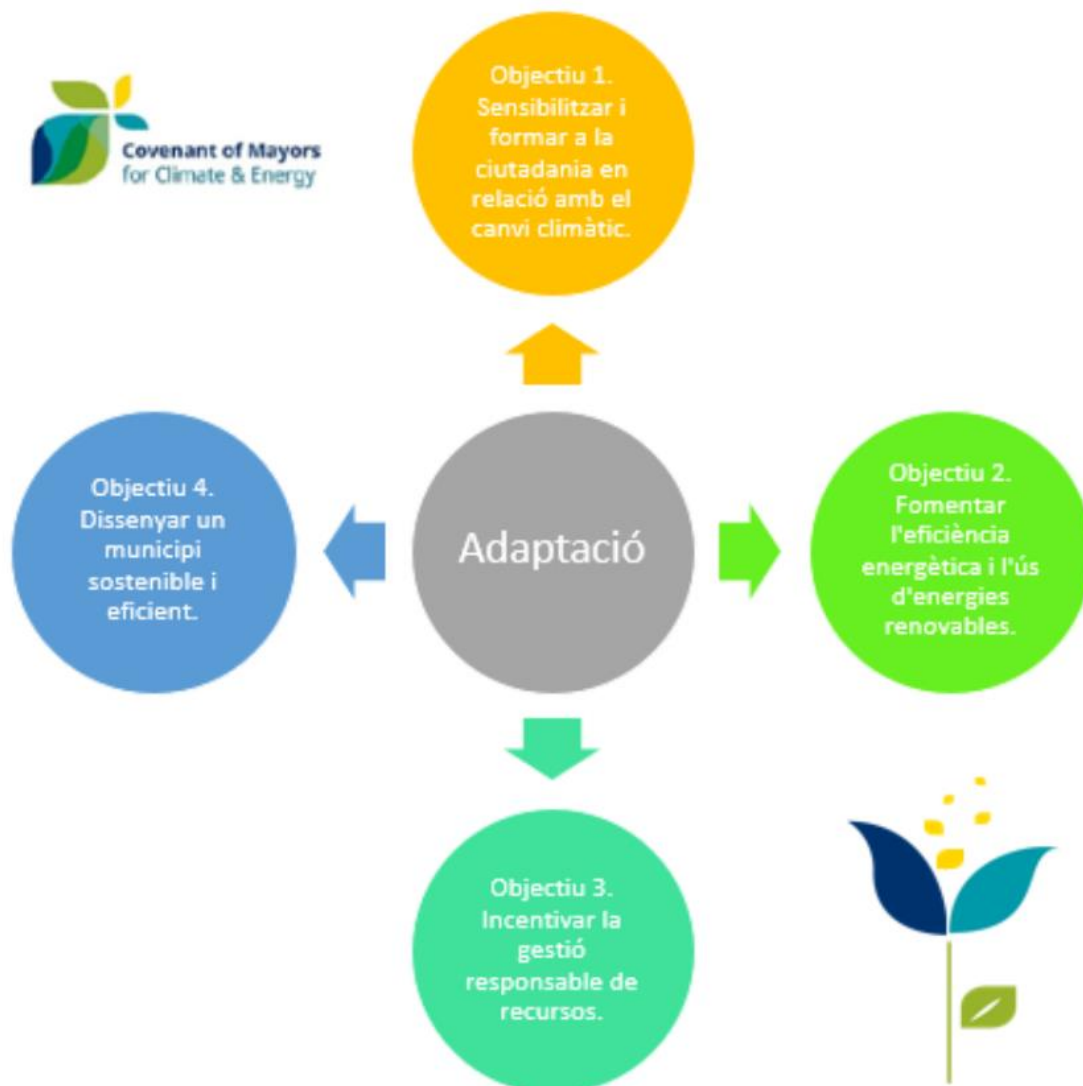 Covenant of Mayors
for Climate & Energy
Objectiu 1.
Sensibilitzar i
formar a la
ciutadania en
relació amb el
canvi climàtic.
Objectiu 4.
Dissenyar un
municipi
sostenible i
eficient.
Adaptació
Objectiu 2.
Fomentar
l'eficiència
energètica i l'ús
d'energies
renovables.
Objectiu 3.
Incentivar la
gestió
responsable de
recursos.